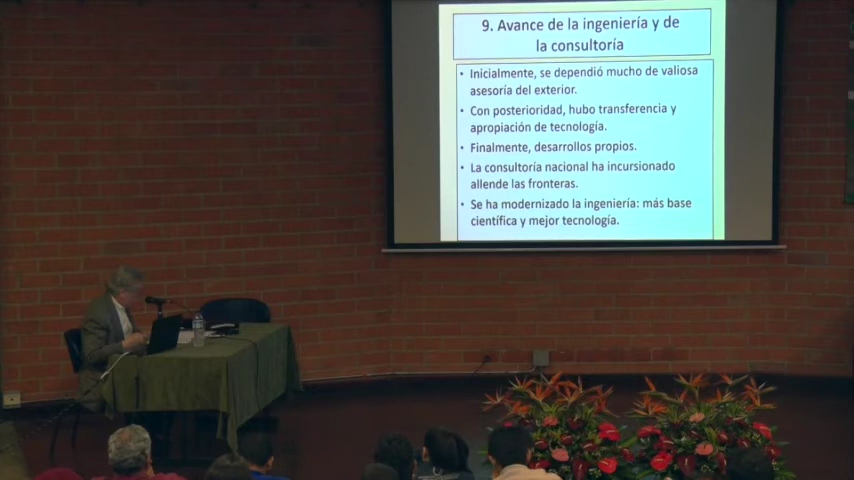 9. Avance de la ingeniería y de
la consultoría
• Inicialmente, se dependió mucho de valiosa
asesoría del exterior.
• Con posterioridad, hubo transferencia y
apropiación de tecnología.
• Finalmente, desarrollos propios.
• La consultoría nacional ha incursionado
allende las fronteras.
• Se ha modernizado la ingeniería: más base
científica y mejor tecnología.